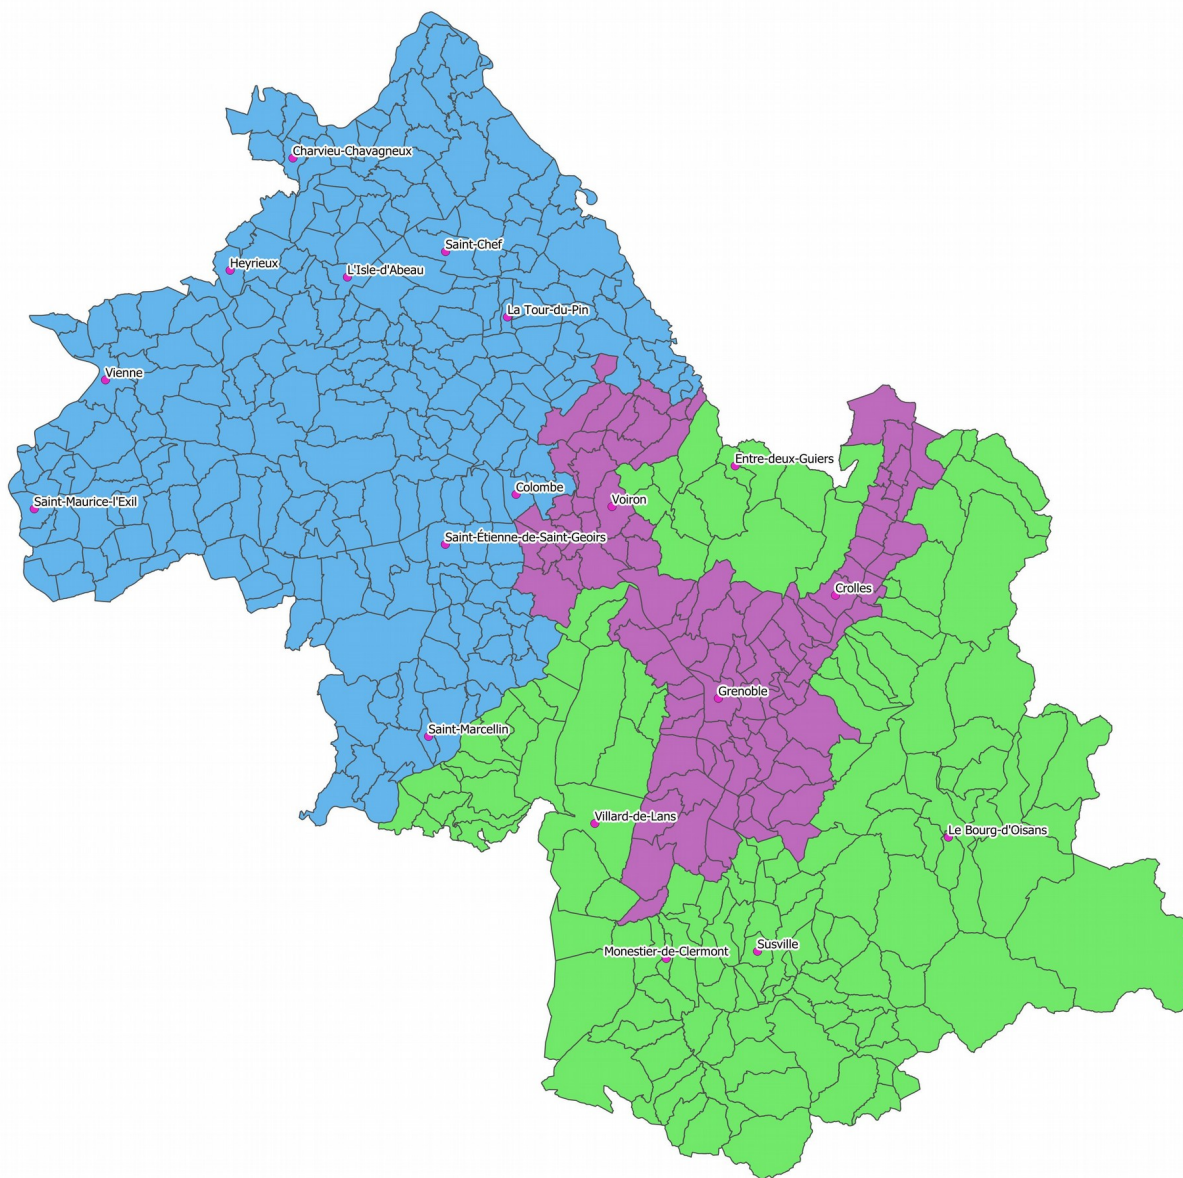 Charvieu-Chavagneux
Saint-Chef
Heyrieux
L'Isle-d'Abeau
La Tour-du-Pin
Vienne
Entre-deux-Guiers
Colombe
Saint-Maurice-l'Exil
Voiron
Saint-Étienne-de-Saint-Geoirs
Crolles
Grenoble
Saint-Marcellin
Villard-de-Lans
Le Bourg-d'Oisans
Susville
Monestier-de-Clermont